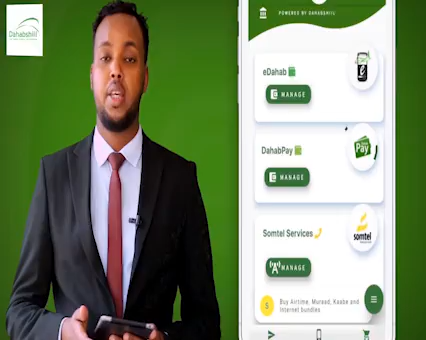 Dahabshiil
POWERED BY DAHABSHIIL
eDahab
MANAGE
DahabPay
Pay
MANAGE
Somtel Services
somtel
MANAGE
$
Buy Airtime, Muraad, Kaabe and
Internet bundles